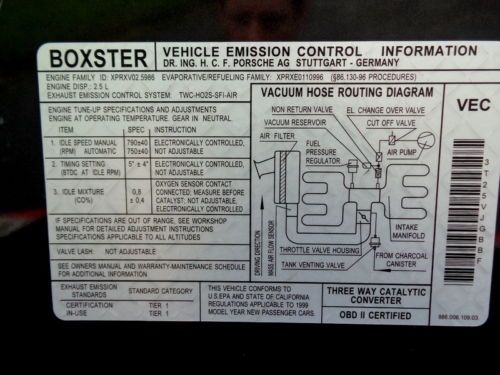 BOXSTER
VEHICLE EMISSION CONTROL INFORMATION
DR. ING. H. C. F. PORSCHE AG STUTTGART - GERMANY
ENGINE FAMILY ID: XPRXV02.5986 EVAPORATIVE/REFUELING FAMILY: XPRXE0110996 (§86.130-96 PROCEDURES)
ENGINE DISP.: 2.5 L
EXHAUST EMISSION CONTROL SYSTEM: TWC-HO2S-SFI-AIR
ENGINE TUNE-UP SPECIFICATIONS AND ADJUSTMENTS
ENGINE AT OPERATING TEMPERATURE. GEAR IN NEUTRAL
ITEM SPEC INSTRUCTION
1. IDLE SPEED MANUAL 790±40 ELECTRONICALLY CONTROLLED,
(RPM) AUTOMATIC 750±40 NOT ADJUSTABLE
2. TIMING SETTING 5° ± 4° ELECTRONICALLY CONTROLLED,
(BTDC AT IDLE RPM) NOT ADJUSTABLE
3. IDLE MIXTURE 0,8 OXYGEN SENSOR CONTACT
(CO%) ± 0,4 CONNECTED; MEASURE BEFORE
CATALYST; NOT ADJUSTABLE,
ELECTRONICALLY CONTROLLED
IF SPECIFICATIONS ARE OUT OF RANGE, SEE WORKSHOP
MANUAL FOR DETAILED ADJUSTMENT INSTRUCTIONS
SPECIFICATIONS APPLICABLE TO ALL ALTITUDES
VALVE LASH: NOT ADJUSTABLE
SEE OWNERS MANUAL AND WARRANTY-MAINTENANCE SCHEDULE
FOR ADDITIONAL INFORMATION
EXHAUST EMISSION STANDARDS STANDARD CATEGORY
CERTIFICATION TIER 1
IN-USE TIER 1
VACUUM HOSE ROUTING DIAGRAM
NON RETURN VALVE
EL CHANGE OVER VALVE
VACUUM RESERVOIR
CUT OFF VALVE
AIR FILTER
FUEL PRESSURE REGULATOR
AIR PUMP
INTAKE MANIFOLD
DRIVING DIRECTION
MASS AIR FLOW SENSOR
THROTTLE VALVE HOUSING
TANK VENTING VALVE
FROM CHARCOAL CANISTER
THIS VEHICLE CONFORMS TO
U.S.EPA AND STATE OF CALIFORNIA
REGULATIONS APPLICABLE TO 1999
MODEL YEAR NEW PASSENGER CARS.
THREE WAY CATALYTIC
CONVERTER
OBD II CERTIFIED
VEC
3T25VJGBBF
986.006.109.03